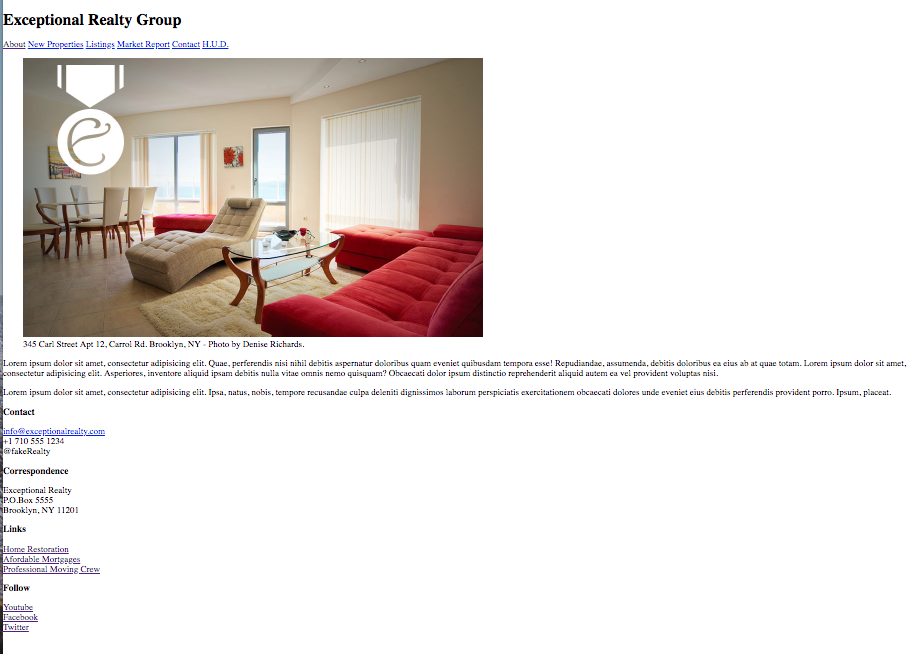 Exceptional Realty Group
About New Properties Listings Market Report Contact H.U.D.
345 Carl Street Apt 12, Carrol Rd. Brooklyn, NY - Photo by Denise Richards.
Lorem ipsum dolor sit amet, consectetur adipisicing elit. Quae, perferendis nisi nihil debitis aspernatur doloribus quam eveniet quibusdam tempora esse! Repudiandae, assumenda, debitis doloribus ea eius ab at quae totam. Lorem ipsum dolor sit amet,
consectetur adipisicing elit. Asperiores, inventore aliquid ipsam debitis nulla vitae omnis nemo quisquam? Obcaecati dolor ipsum distinctio reprehenderit aliquid autem ea vel provident voluptas nisi.
Lorem ipsum dolor sit amet, consectetur adipisicing elit. Ipsa, natus, nobis, tempore recusandae culpa deleniti dignissimos laborum perspiciatis exercitationem obcaecati dolores unde eveniet eius debitis perferendis provident porro. Ipsum, placeat.
Contact
info@exceptionalrealty.com
+1 710 555 1234
@fakeRealty
Correspondence
Exceptional Realty
P.O.Box 5555
Brooklyn, NY 11201
Links
Home Restoration
Afordable Mortgages
Professional Moving Crew
Follow
Youtube
Facebook
Twitter